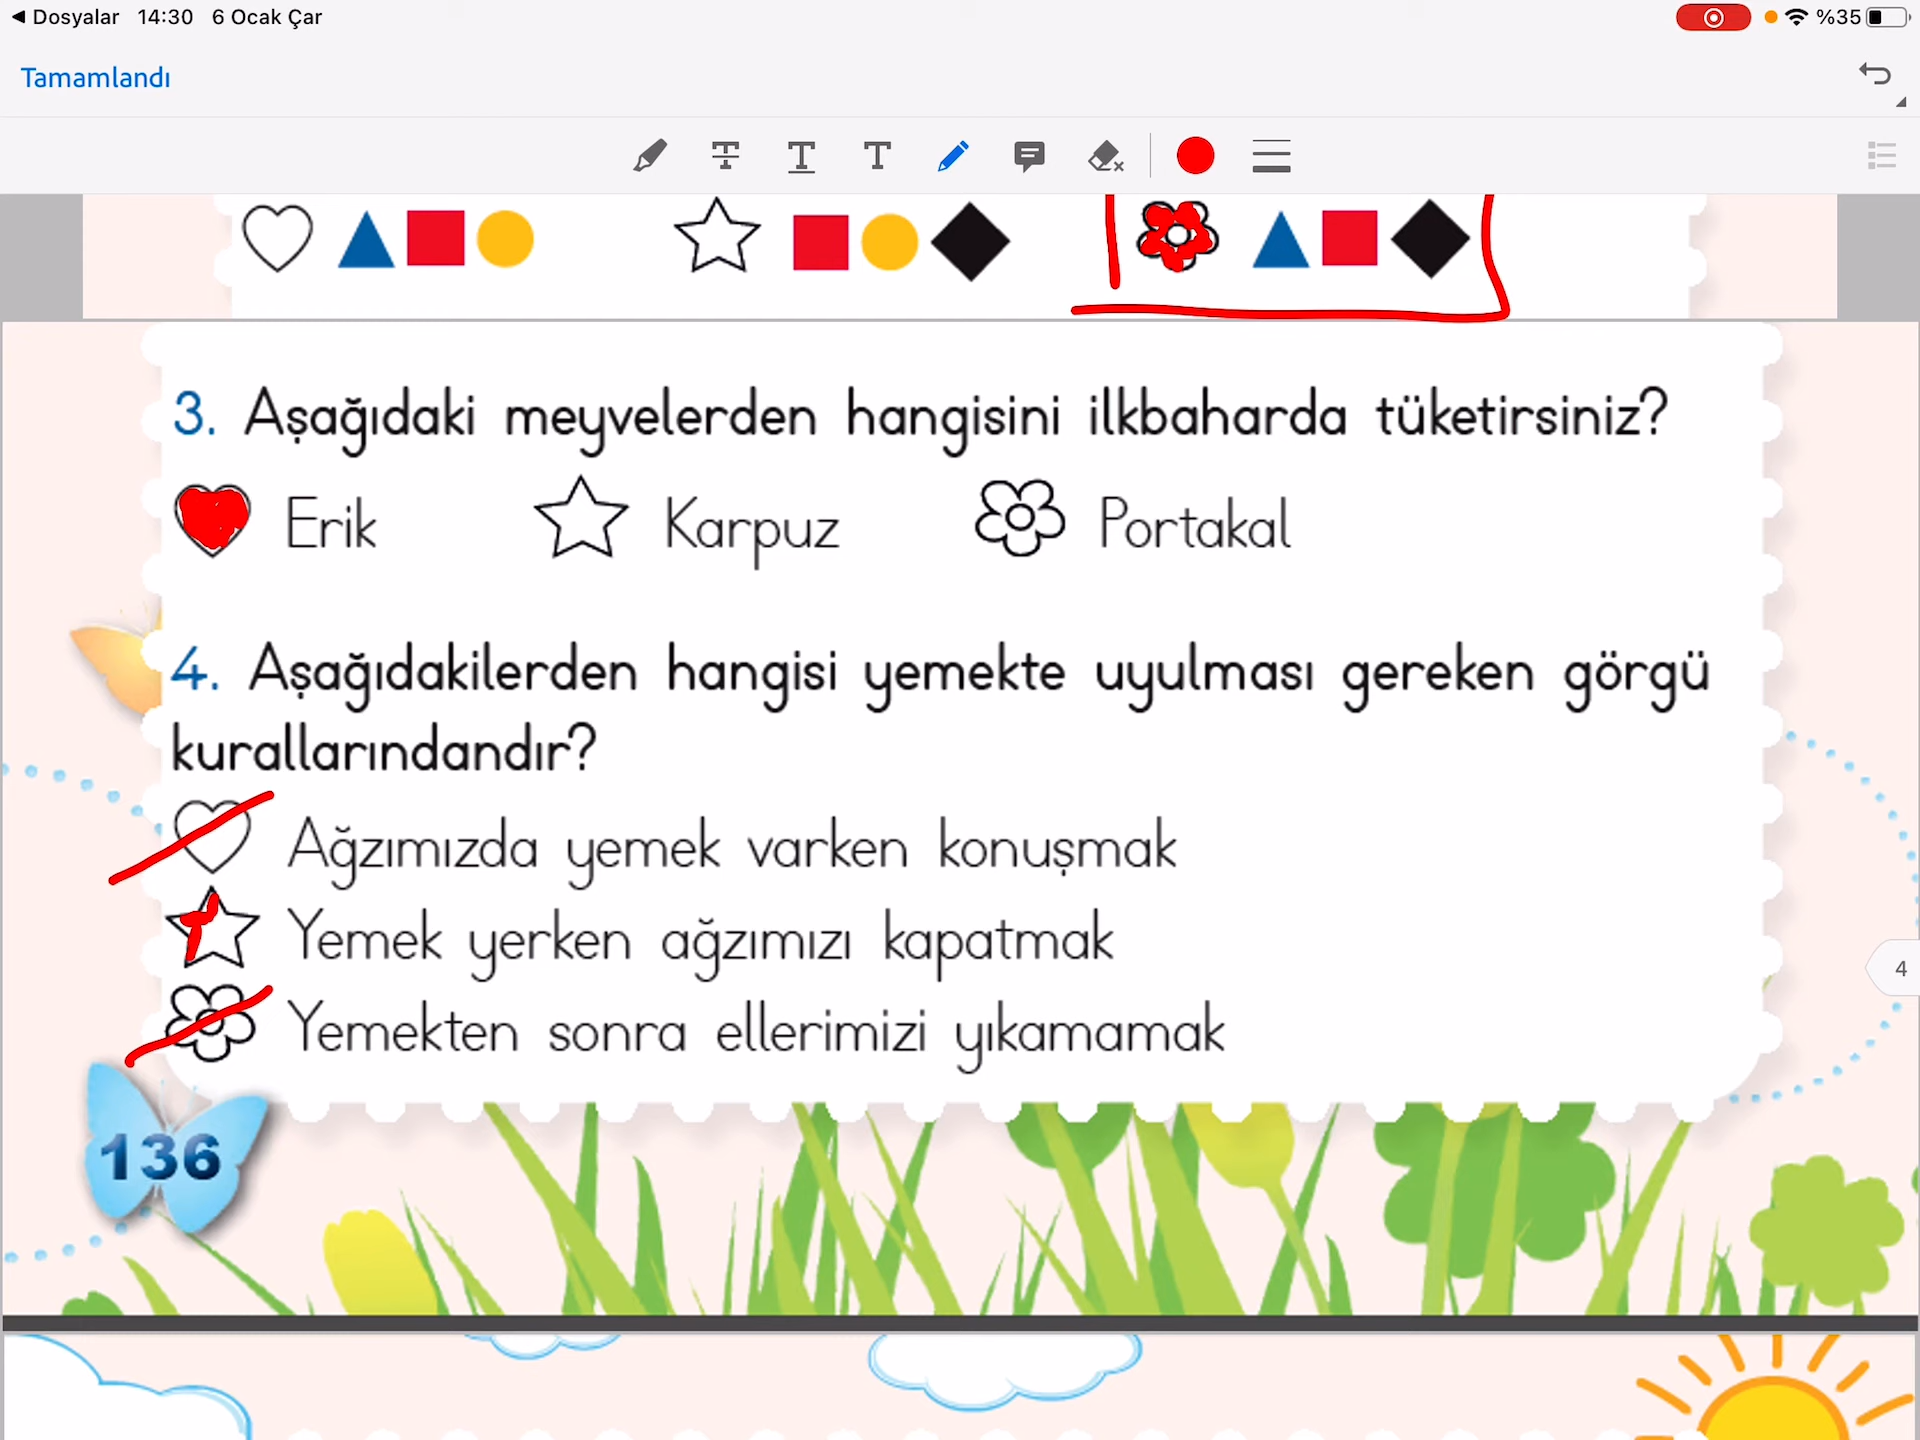 Dosyalar 14:30 6 Ocak Çar %35
Tamamlandı
3. Aşağıdaki meyvelerden hangisini ilkbaharda tüketirsiniz?
Erik Karpuz Portakal
4. Aşağıdakilerden hangisi yemekte uyulması gereken görgü
kurallarındandır?
Ağzımızda yemek varken konuşmak
Yemek yerken ağzımızı kapatmak
4
Yemekten sonra ellerimizi yıkamamak
136